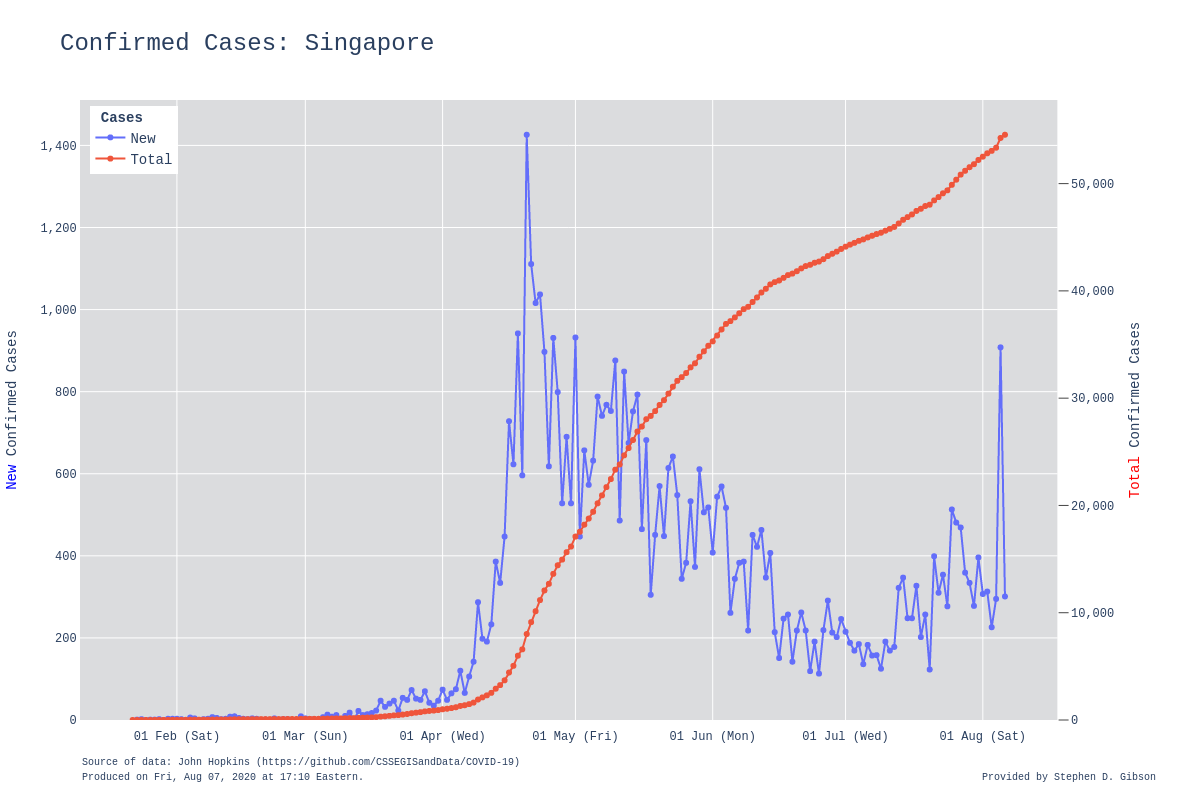 Confirmed Cases: Singapore
Cases
New
Total
1,400
1,200
1,000
800
600
400
200
0
50,000
40,000
30,000
20,000
10,000
0
New Confirmed Cases
Total Confirmed Cases
01 Feb (Sat)
01 Mar (Sun)
01 Apr (Wed)
01 May (Fri)
01 Jun (Mon)
01 Jul (Wed)
01 Aug (Sat)
Source of data: John Hopkins (https://github.com/CSSEGISandData/COVID-19)
Produced on Fri, Aug 07, 2020 at 17:10 Eastern.
Provided by Stephen D. Gibson